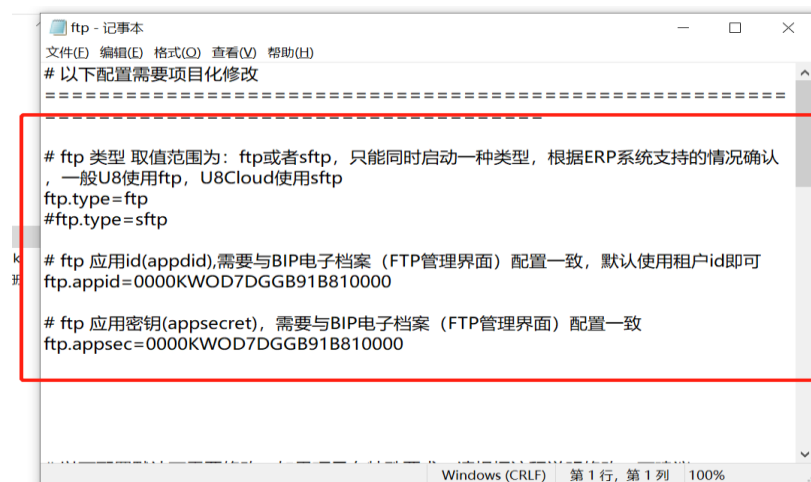 ftp - 记事本
文件(F) 编辑(E) 格式(O) 查看(V) 帮助(H)
# 以下配置需要项目化修改
=======================================================
=====================================
# ftp 类型 取值范围为：ftp或者sftp，只能同时启动一种类型，根据ERP系统支持的情况确认
，一般U8使用ftp，U8Cloud使用sftp
ftp.type=ftp
#ftp.type=sftp
# ftp 应用id(appdid),需要与BIP电子档案（FTP管理界面）配置一致，默认使用租户id即可
ftp.appid=0000KWOD7DGGB91B810000
# ftp 应用密钥(appsecret)，需要与BIP电子档案（FTP管理界面）配置一致
ftp.appsec=0000KWOD7DGGB91B810000
Windows (CRLF) 第 1 行，第 1 列 100%